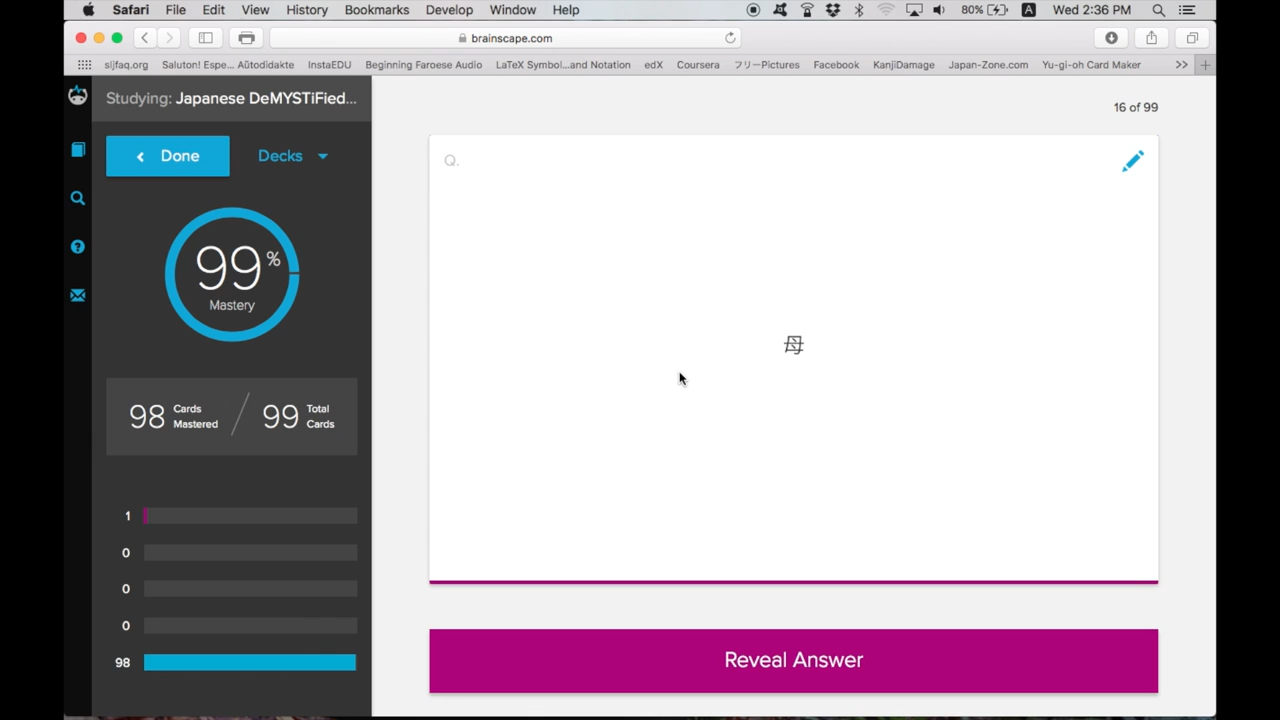 Safari File Edit View History Bookmarks Develop Window Help 80% A Wed 2:36 PM
brainscape.com
sljfaq.org Saluton! Espe... Aŭtodidakte InstaEDU Beginning Faroese Audio LaTeX Symbol...and Notation edX Coursera フリーPictures Facebook KanjiDamage Japan-Zone.com Yu-gi-oh Card Maker >> +
Studying: Japanese DeMYSTiFied...
Done Decks
99%
Mastery
98 Cards Mastered / 99 Total Cards
1
0
0
0
98
16 of 99
Q.
母
Reveal Answer